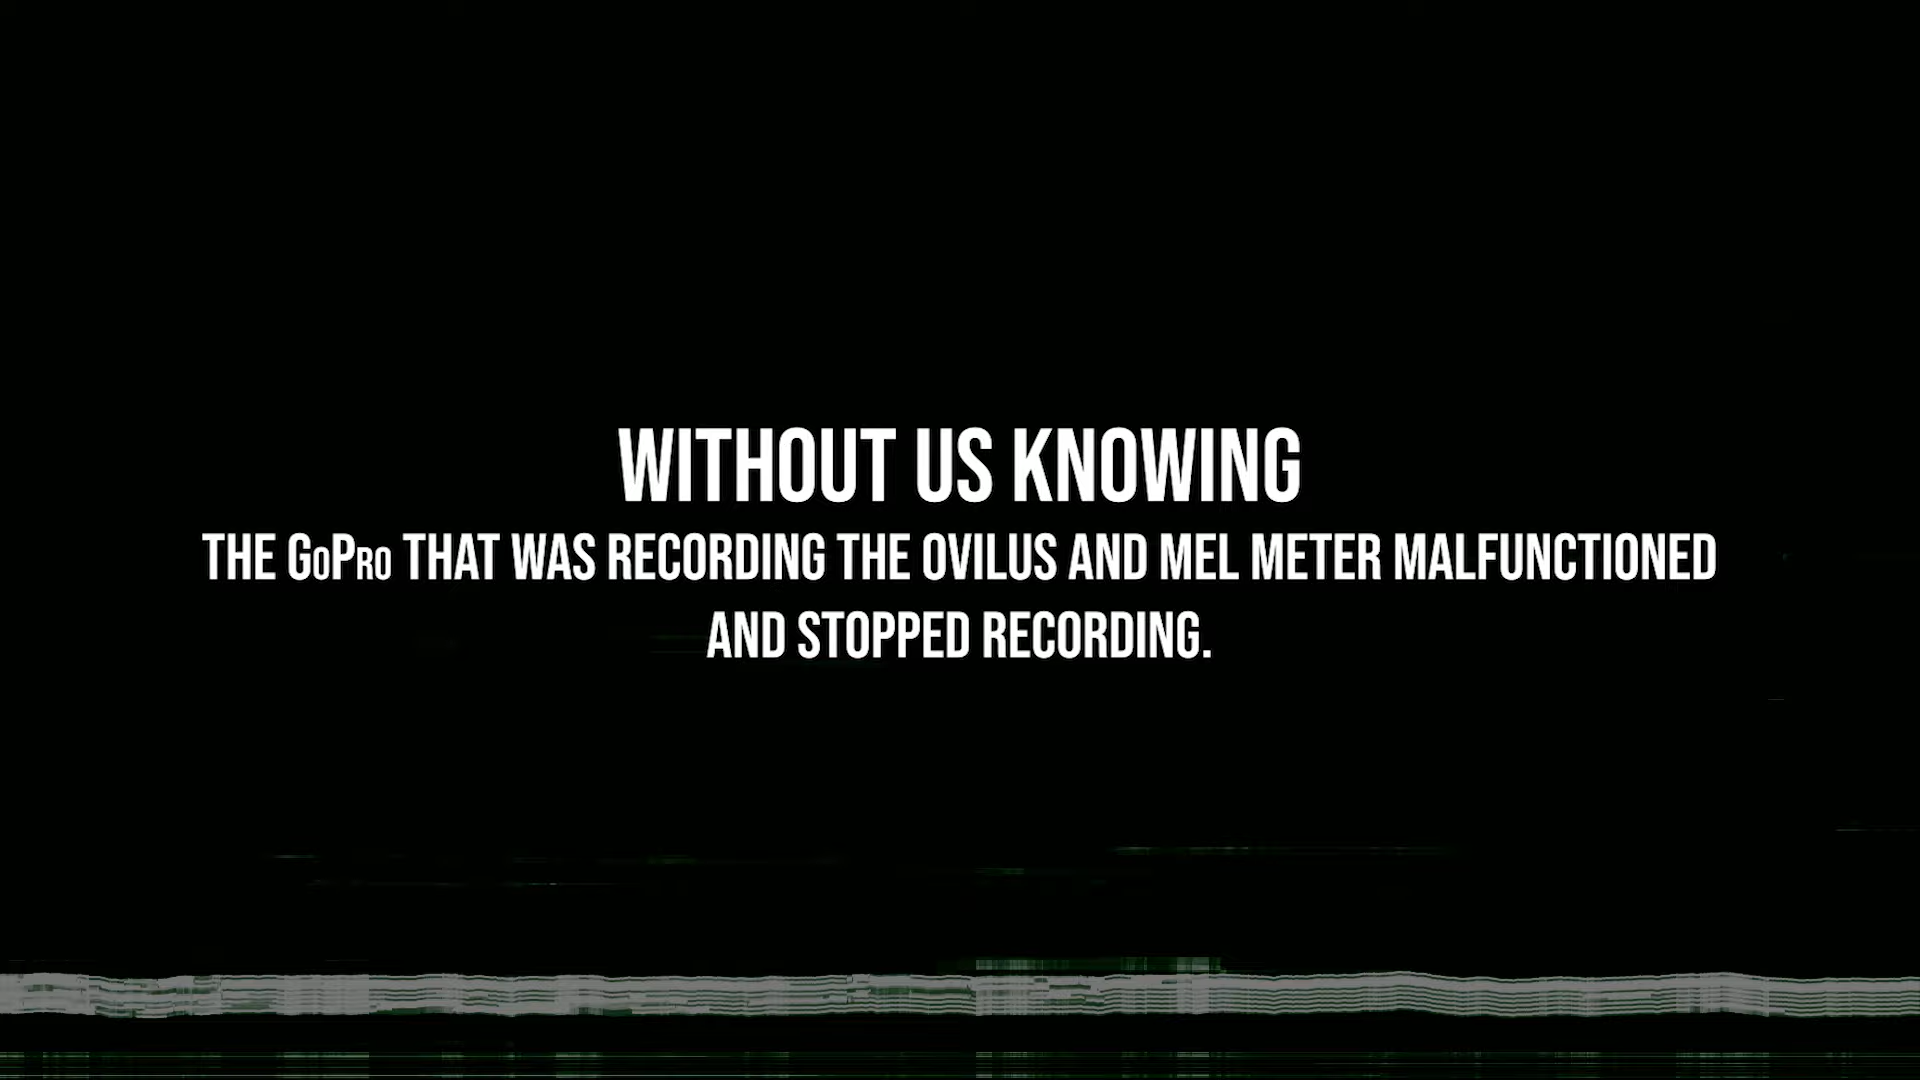 WITHOUT US KNOWING
THE GoPro THAT WAS RECORDING THE OVILUS AND MEL METER MALFUNCTIONED
AND STOPPED RECORDING.